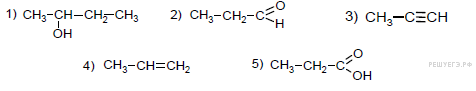 1) CH₃–CH–CH₂–CH₃
OH
2) CH₃–CH₂–C
O
H
3) CH₃–C≡CH
4) CH₃–CH=CH₂
5) CH₃–CH₂–C
O
OH
РЕШУЕГЭ.РФ